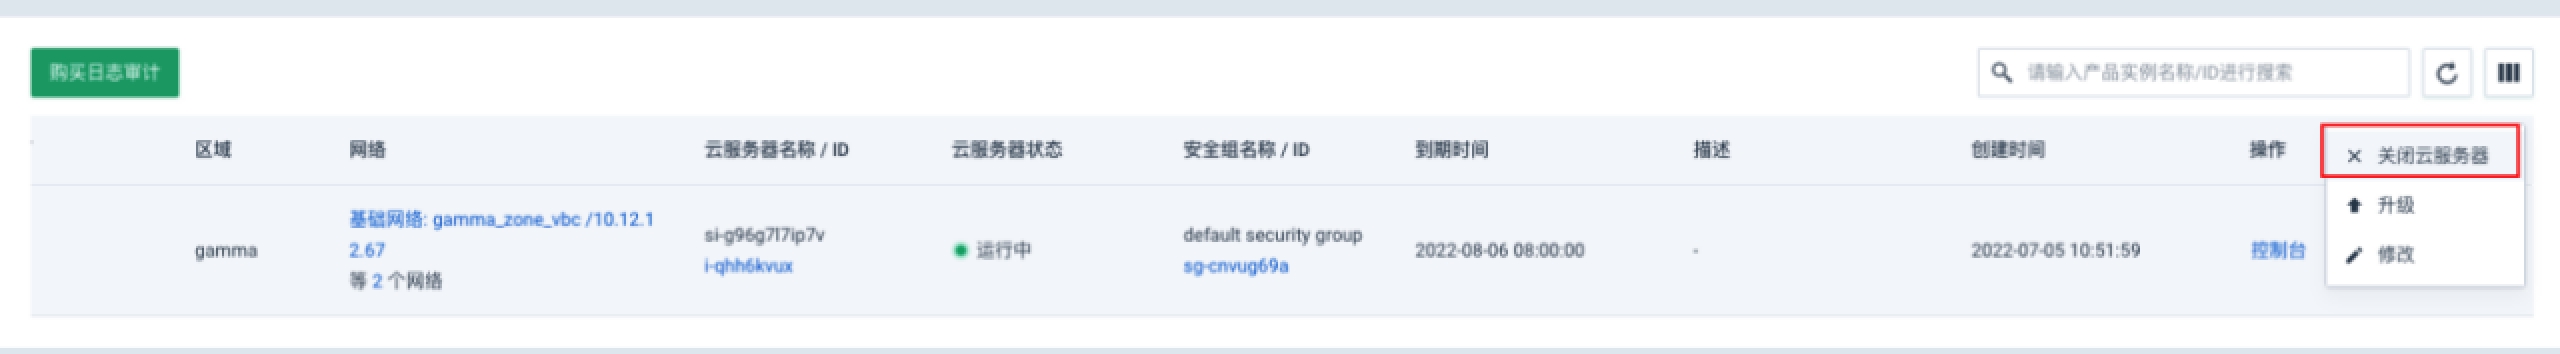 购买日志审计
请输入产品实例名称/ID进行搜索
区域 网络 云服务器名称 / ID 云服务器状态 安全组名称 / ID 到期时间 描述 创建时间 操作
关闭云服务器
升级
修改
gamma
基础网络: gamma_zone_vbc /10.12.1
2.67
等 2 个网络
si-g96g7l7ip7v
i-qhh6kvux
运行中
default security group
sg-cnvug69a
2022-08-06 08:00:00
-
2022-07-05 10:51:59
控制台